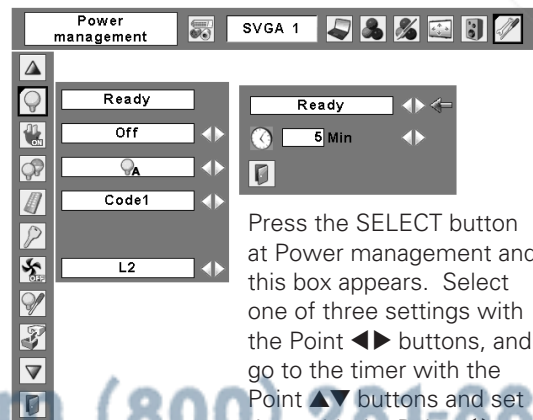 Power management
SVGA 1
ON
Ready
Off
A
Code1
L2
OFF
Ready
5 Min
Press the SELECT button
at Power management and
this box appears. Select
one of three settings with
the Point ◀▶ buttons, and
go to the timer with the
Point ▲▼ buttons and set